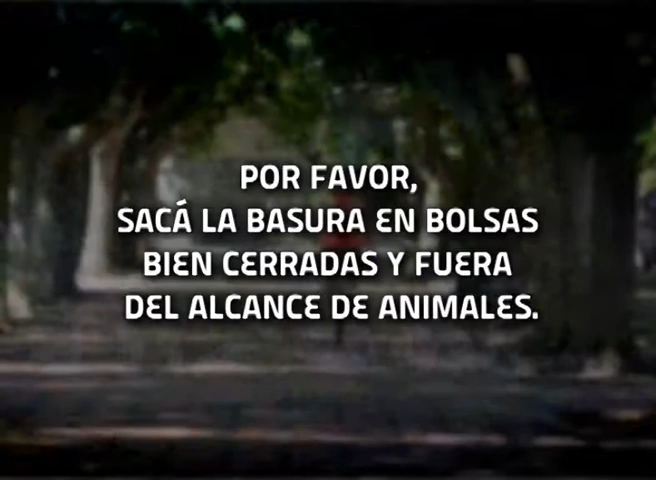 POR FAVOR,
SACÁ LA BASURA EN BOLSAS
BIEN CERRADAS Y FUERA
DEL ALCANCE DE ANIMALES.